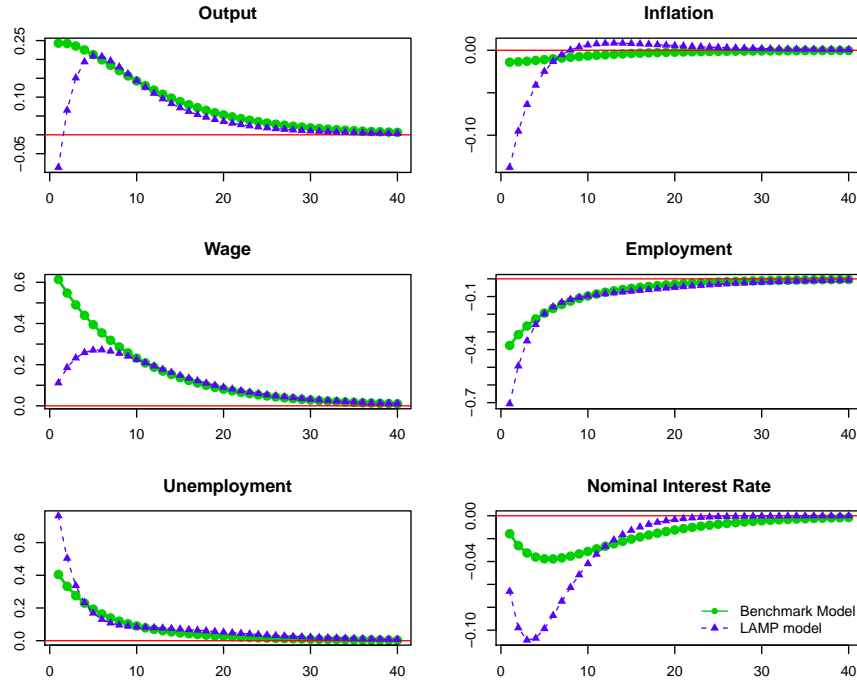 Output
0.25
0.10
−0.05
0 10 20 30 40
Inflation
0.00
−0.10
0 10 20 30 40
Wage
0.6
0.4
0.2
0.0
0 10 20 30 40
Employment
−0.1
−0.4
−0.7
0 10 20 30 40
Unemployment
0.6
0.4
0.2
0.0
0 10 20 30 40
Nominal Interest Rate
0.00
−0.04
−0.10
0 10 20 30 40
Benchmark Model
LAMP model